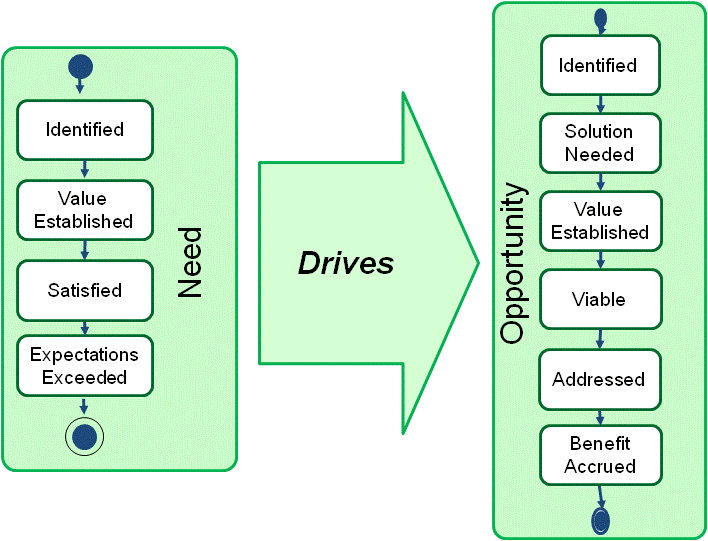 Identified
Value
Established
Satisfied
Expectations
Exceeded
Need
Drives
Opportunity
Identified
Solution
Needed
Value
Established
Viable
Addressed
Benefit
Accrued